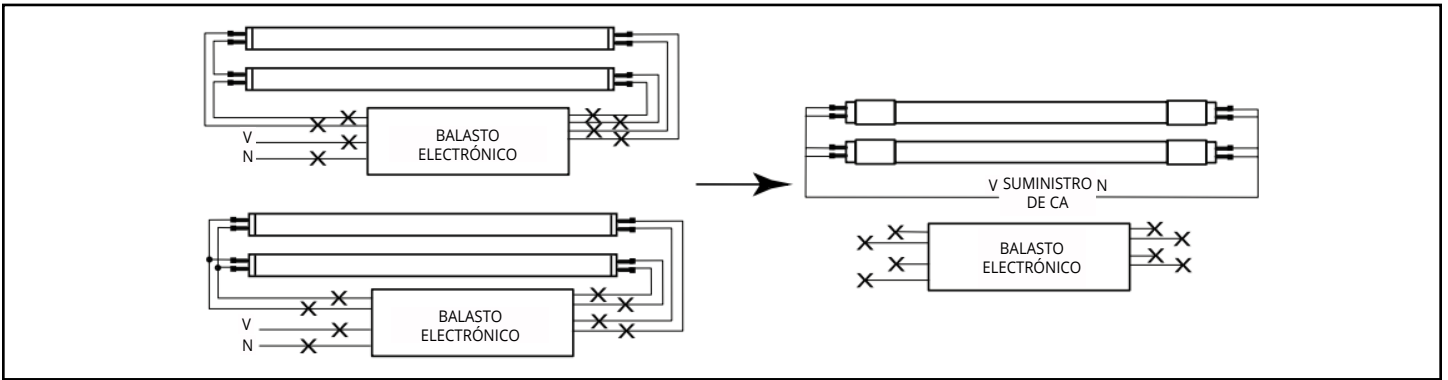 V
N
BALASTO
ELECTRÓNICO
V
N
BALASTO
ELECTRÓNICO
V SUMINISTRO N
DE CA
BALASTO
ELECTRÓNICO